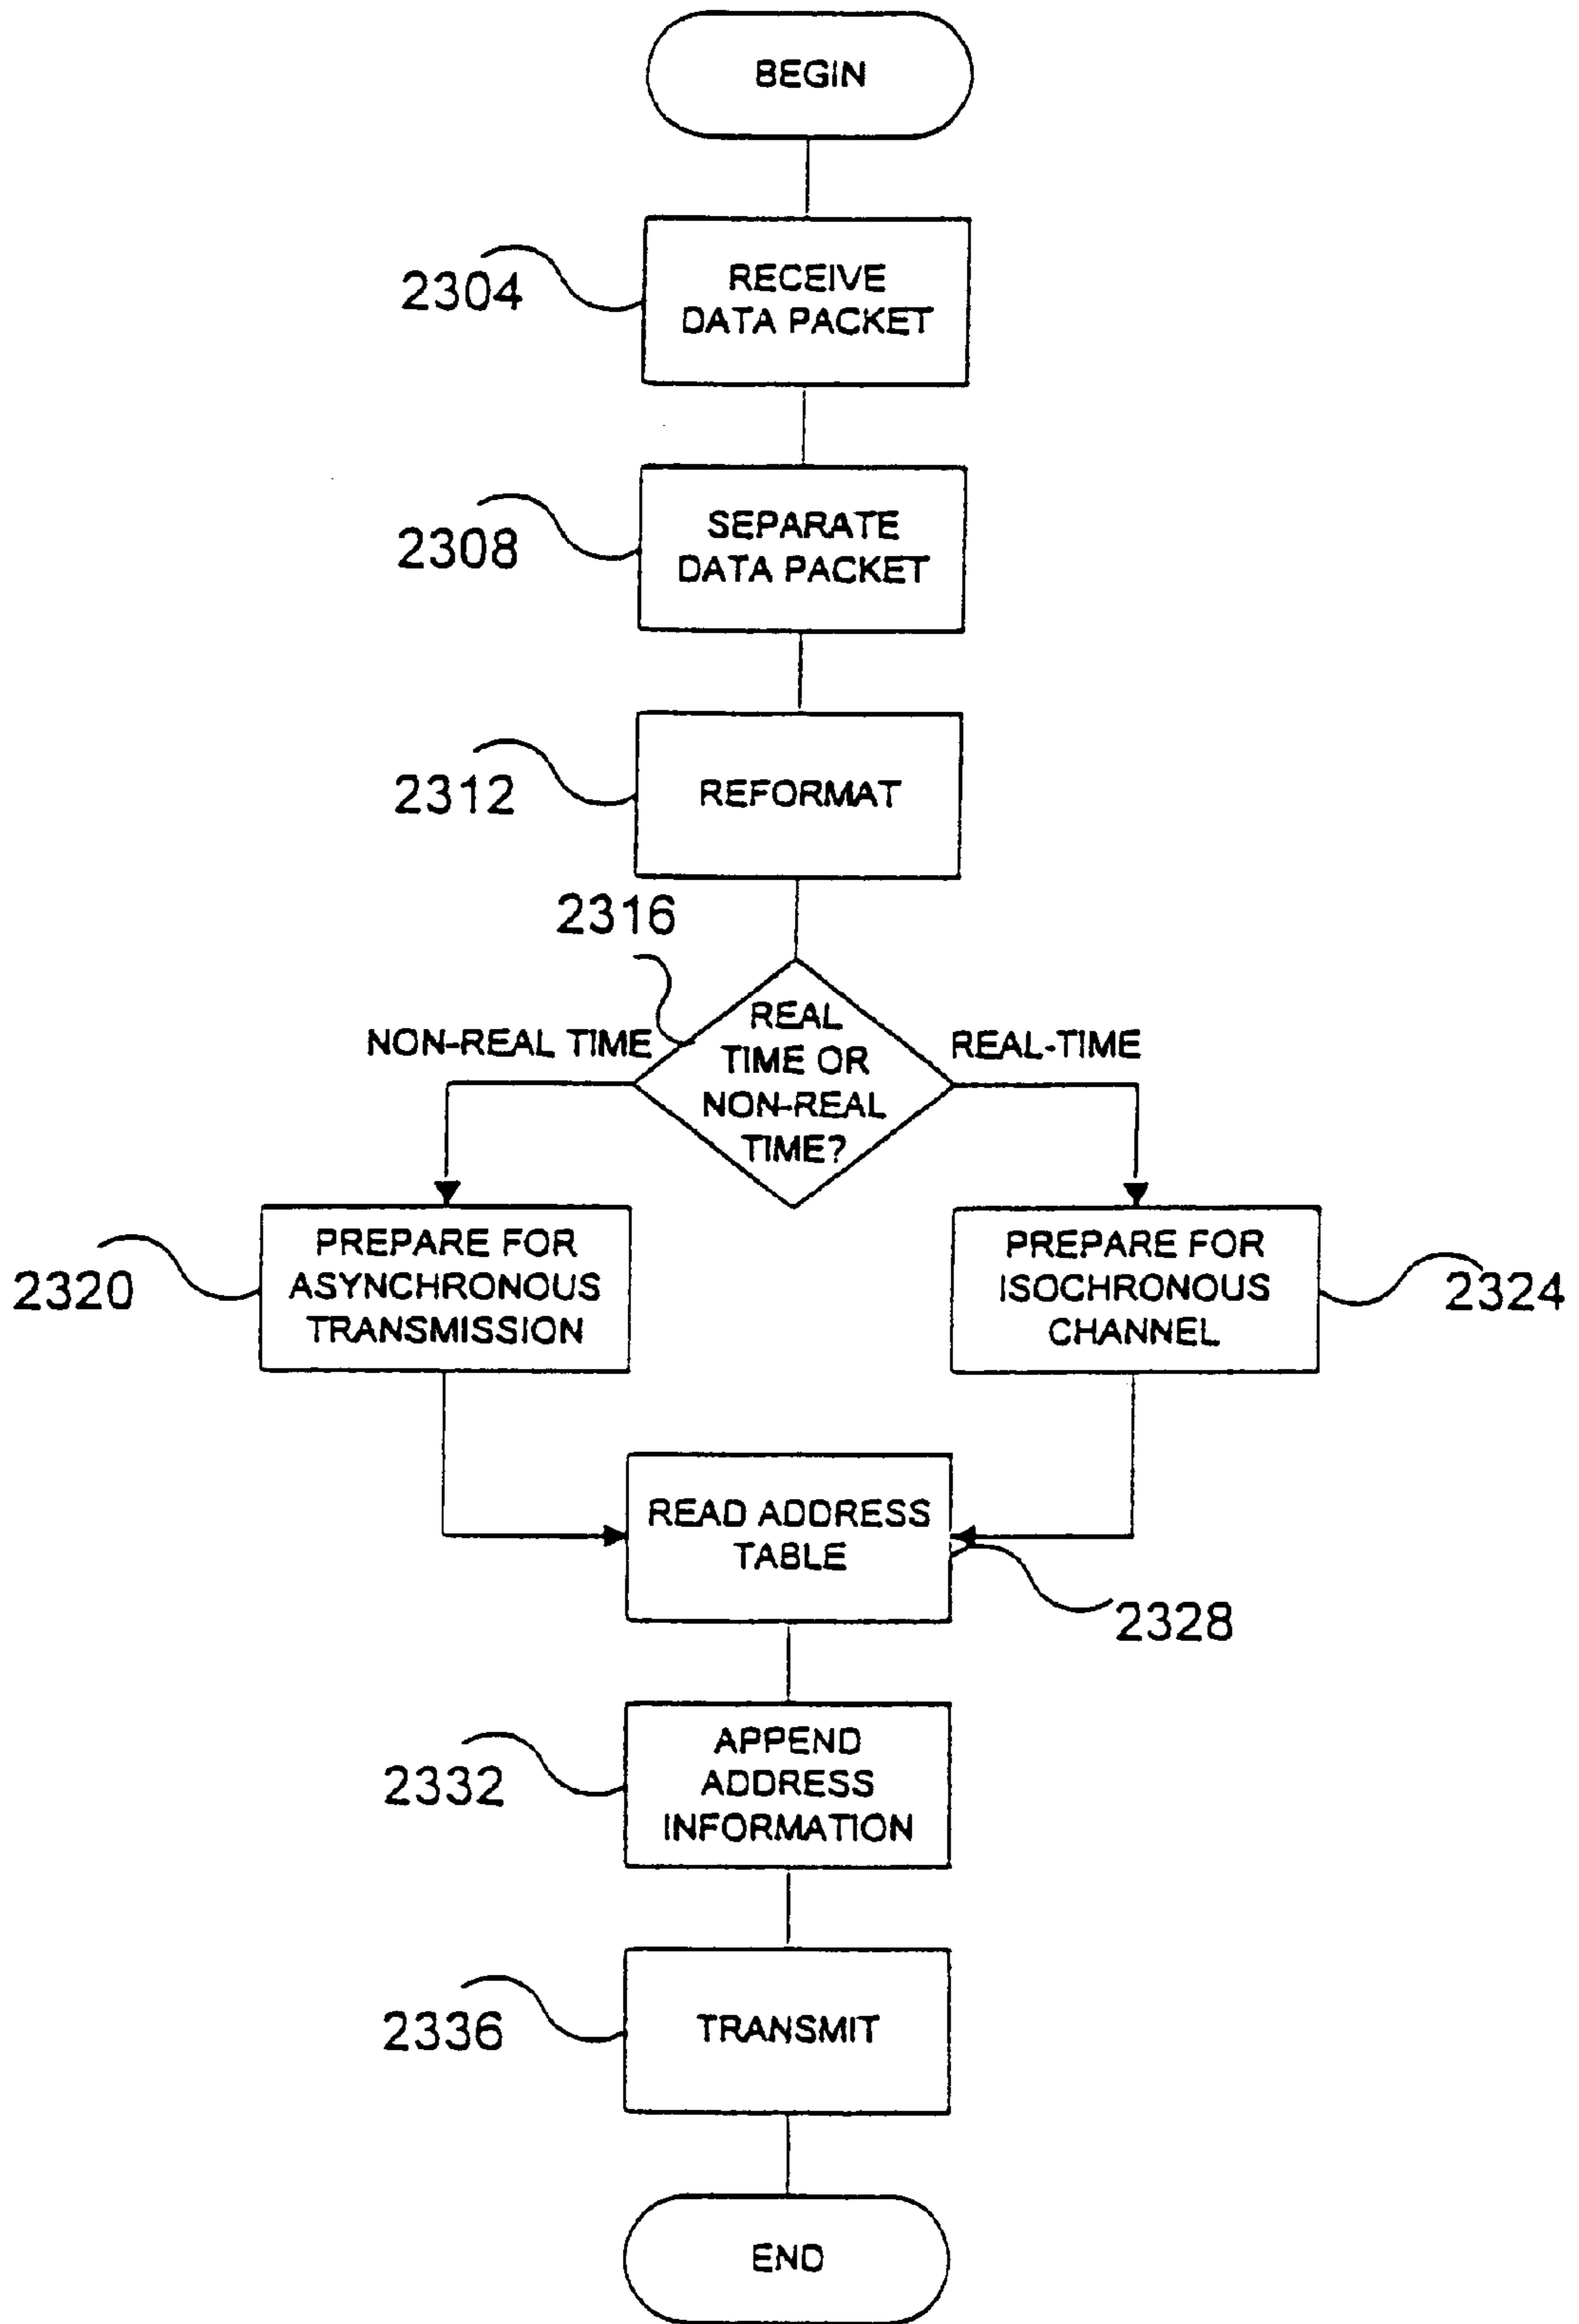 BEGIN
2304
RECEIVE
DATA PACKET
2308
SEPARATE
DATA PACKET
2312
REFORMAT
2316
NON-REAL TIME
REAL
TIME OR
NON-REAL
TIME?
REAL-TIME
2320
PREPARE FOR
ASYNCHRONOUS
TRANSMISSION
PREPARE FOR
ISOCHRONOUS
CHANNEL
2324
READ ADDRESS
TABLE
2328
2332
APPEND
ADDRESS
INFORMATION
2336
TRANSMIT
END